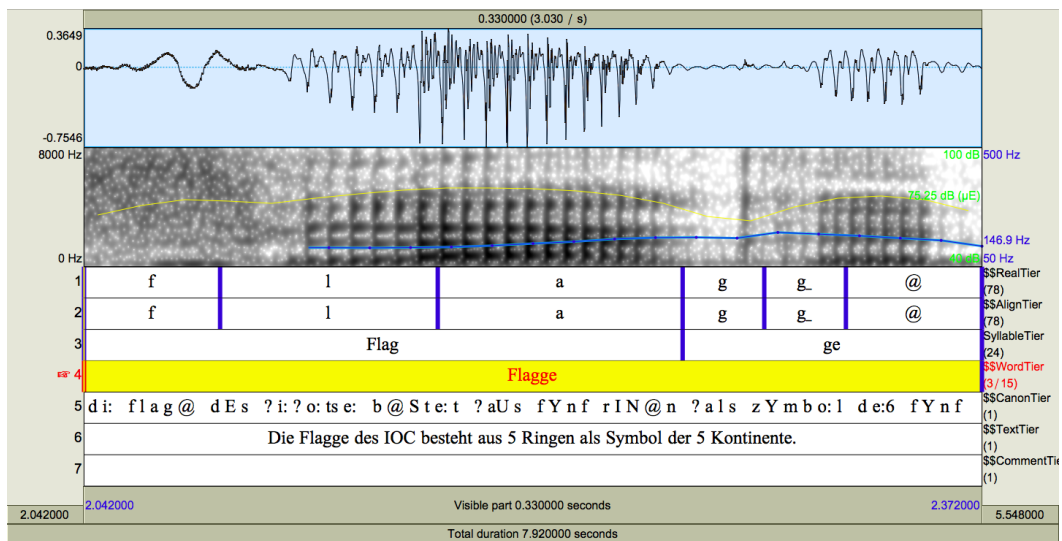 0.330000 (3.030 / s)
0.3649
0
-0.7546
8000 Hz
100 dB
500 Hz
75.25 dB (µE)
146.9 Hz
0 Hz
50 Hz
1 f l a g g_ @ $$RealTier
(78)
2 f l a g g_ @ $$AlignTier
(78)
3 Flag ge SyllableTier
(24)
4 Flagge $$WordTier
(3 / 15)
5 d i: f l a g @ d E s ? i: ? o: ts e: b @ S t e: t ? a U s f Y n f r I N @ n ? a l s z Y m b o: l d e:6 f Y n f $$CanonTier
(1)
6 Die Flagge des IOC besteht aus 5 Ringen als Symbol der 5 Kontinente. $$TextTier
(1)
7 $$CommentTie
(1)
2.042000 Visible part 0.330000 seconds 2.372000
2.042000 5.548000
Total duration 7.920000 seconds